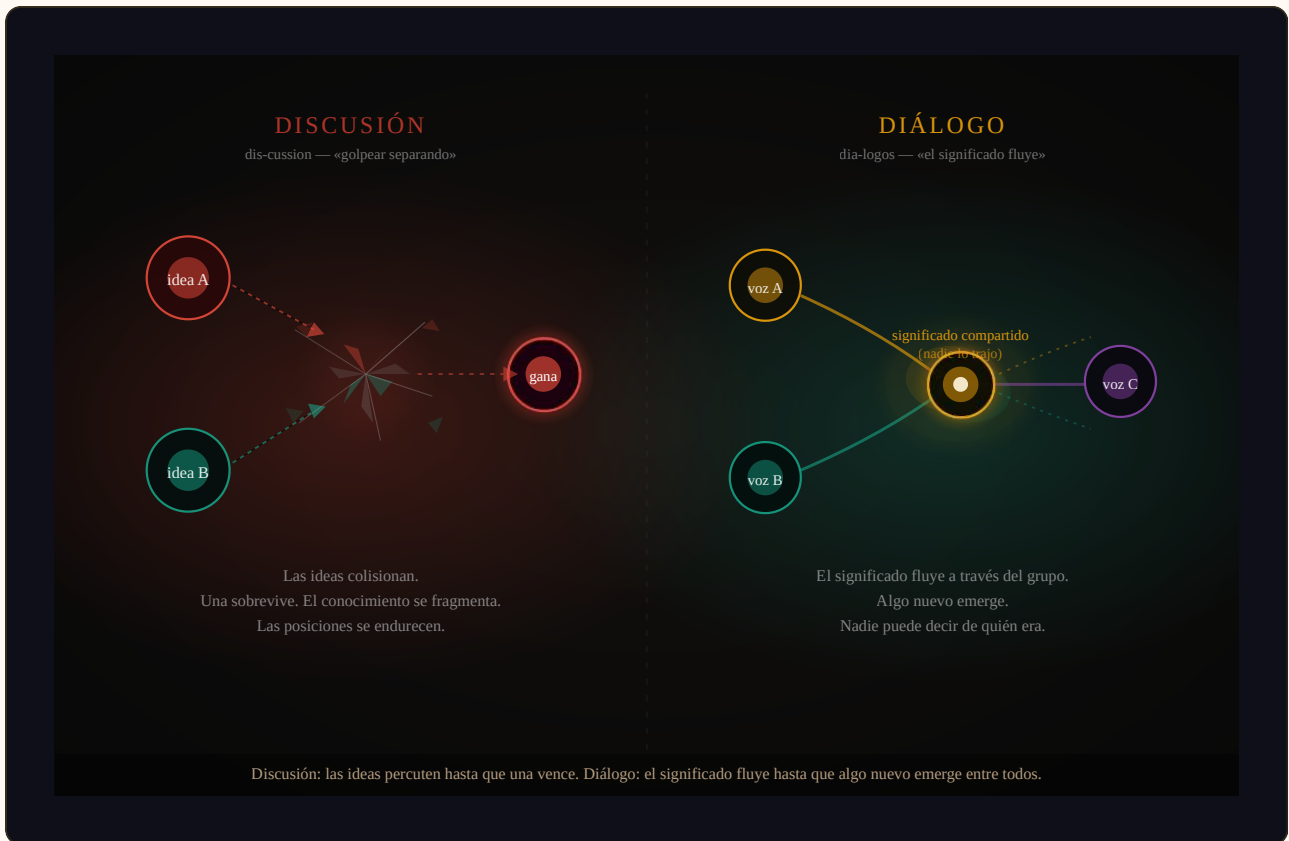 DISCUSIÓN
dis-cussion — «golpear separando»
idea A
idea B
gana
Las ideas colisionan.
Una sobrevive. El conocimiento se fragmenta.
Las posiciones se endurecen.
DIÁLOGO
dia-logos — «el significado fluye»
voz A
significado compartido
(nadie lo trajo)
voz C
voz B
El significado fluye a través del grupo.
Algo nuevo emerge.
Nadie puede decir de quién era.
Discusión: las ideas percuten hasta que una vence. Diálogo: el significado fluye hasta que algo nuevo emerge entre todos.